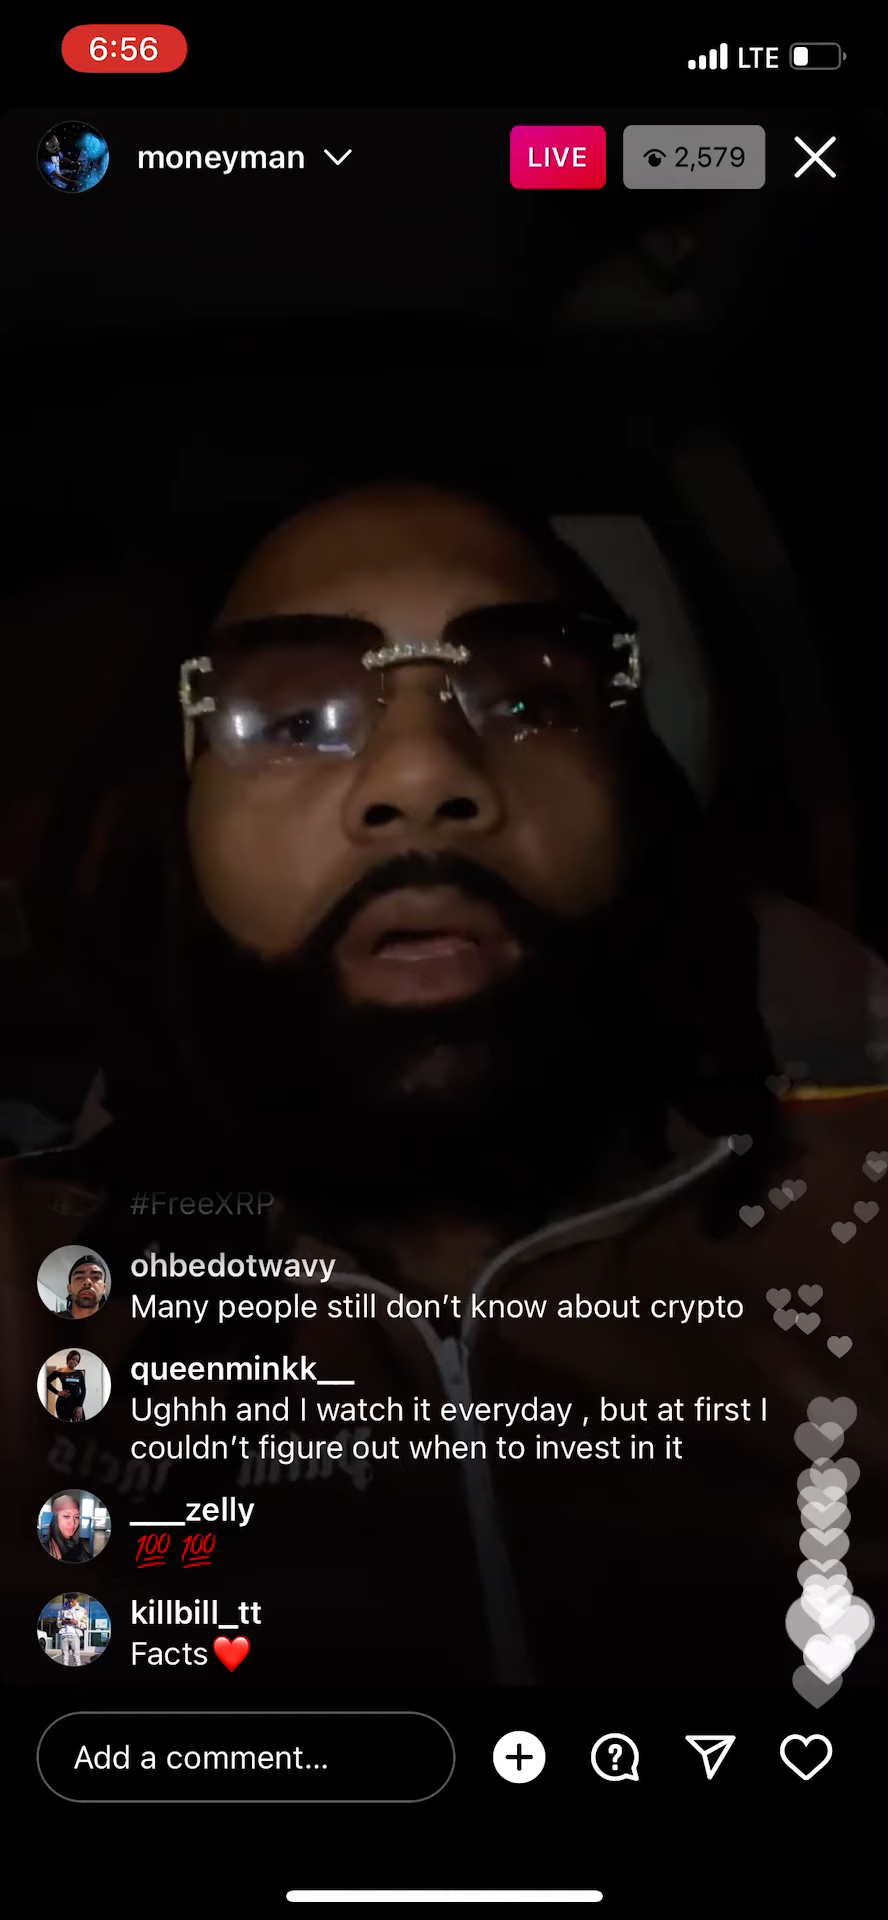 6:56
LTE
moneyman
LIVE
2,579
#FreeXRP
ohbedotwavy
Many people still don't know about crypto
queenminkk__
Ughhh and I watch it everyday , but at first I
couldn't figure out when to invest in it
___zelly
💯 💯
killbill_tt
Facts❤️
Add a comment...